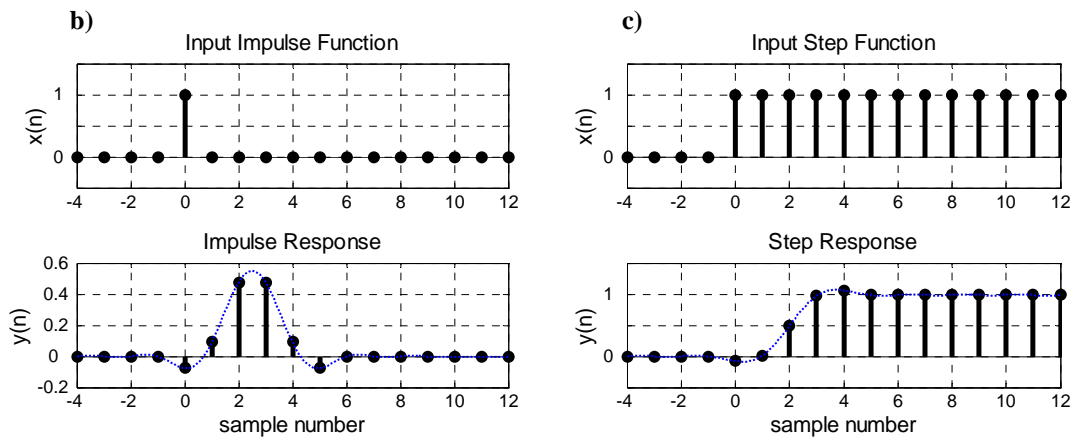 b)
Input Impulse Function
x(n)
1
0
-4 -2 0 2 4 6 8 10 12
Impulse Response
y(n)
0.6
0.4
0.2
0
-0.2
-4 -2 0 2 4 6 8 10 12
sample number
c)
Input Step Function
x(n)
1
0
-4 -2 0 2 4 6 8 10 12
Step Response
y(n)
1
0
-4 -2 0 2 4 6 8 10 12
sample number